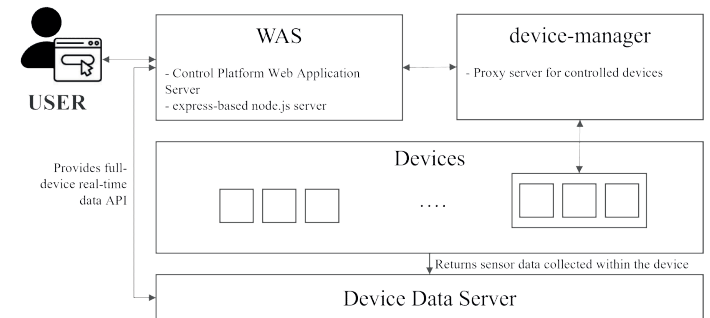 WAS
- Control Platform Web Application
Server
- express-based node.js server
device-manager
- Proxy server for controlled devices
USER
Provides full-
device real-time
data API
Devices
....
Returns sensor data collected within the device
Device Data Server